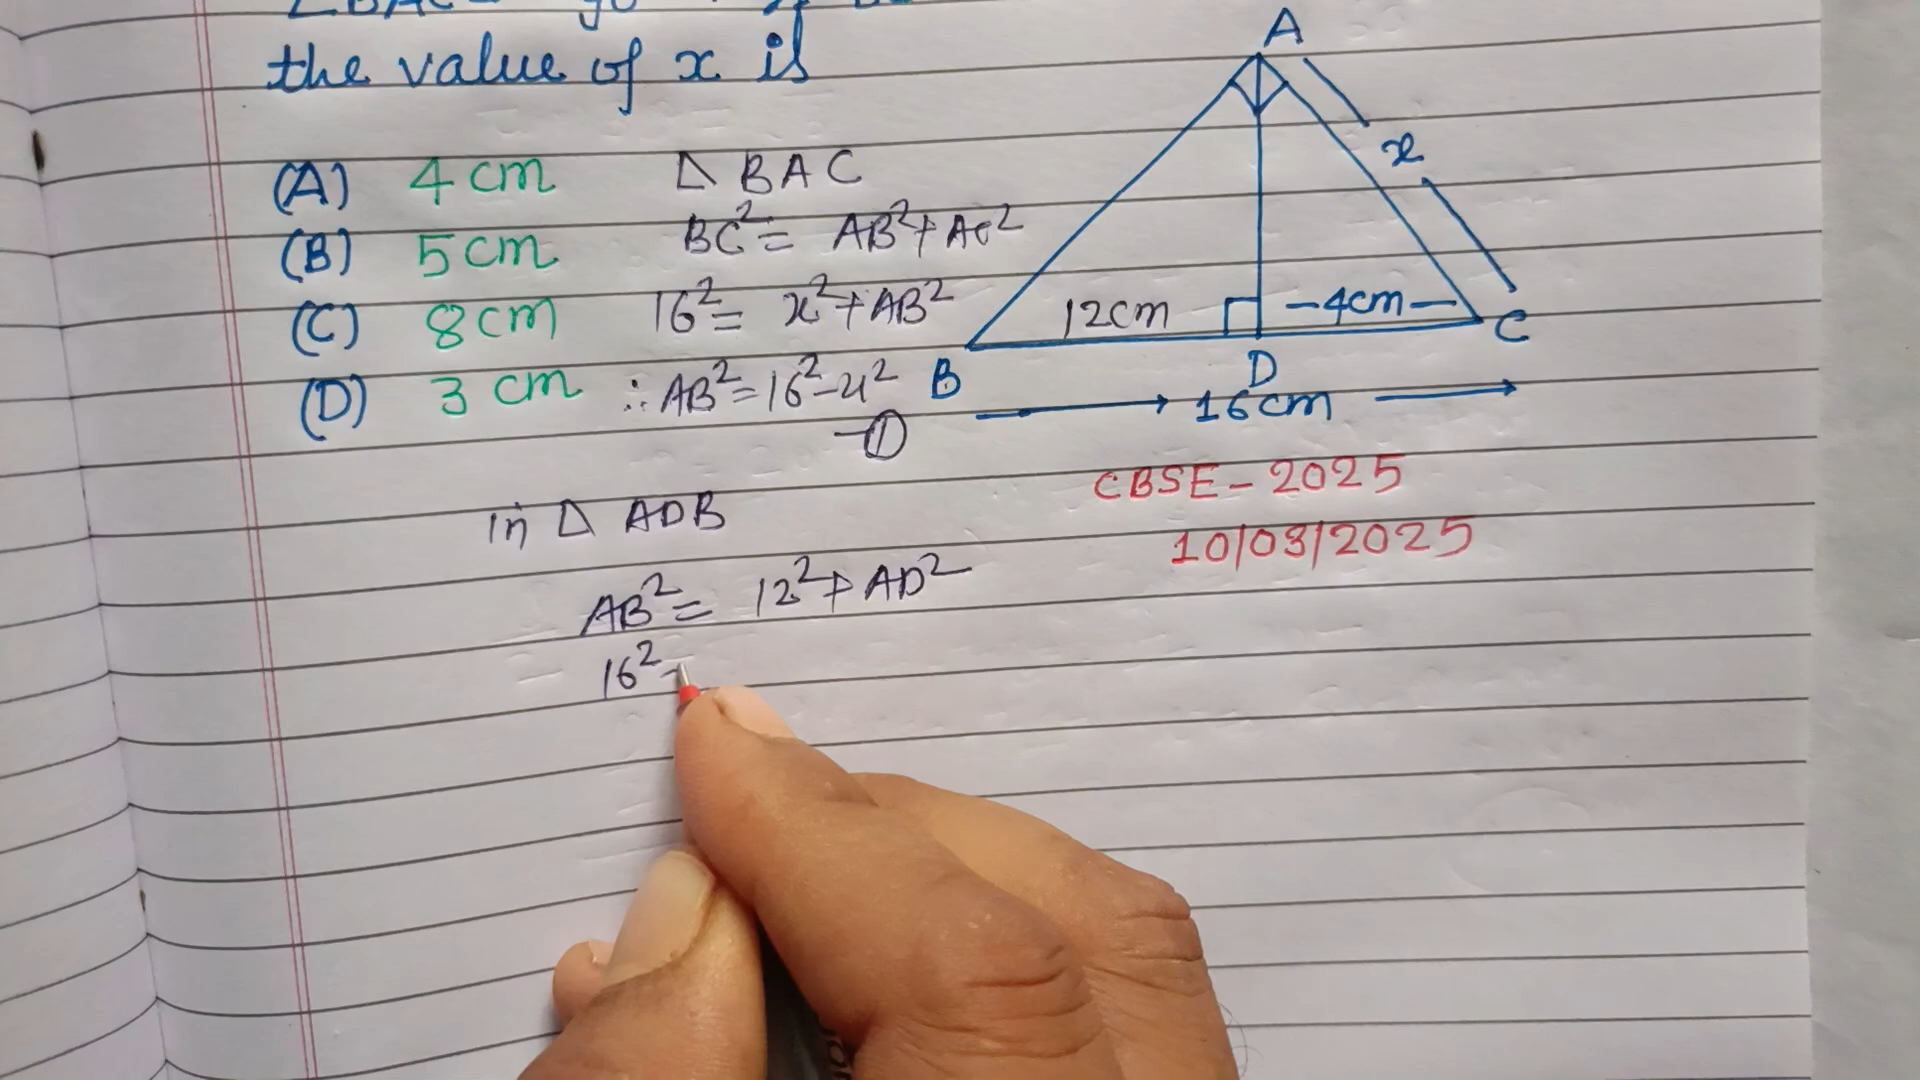 the value of x is
(A) 4 cm
(B) 5 cm
(C) 8 cm
(D) 3 cm
△ BAC
BC² = AB² + AC²
16² = x² + AB²
∴ AB² = 16² - x²
- ①
A
x
12cm
- 4cm -
B
D
C
16cm
CBSE - 2025
10/03/2025
in △ ADB
AB² = 12² + AD²
16² -